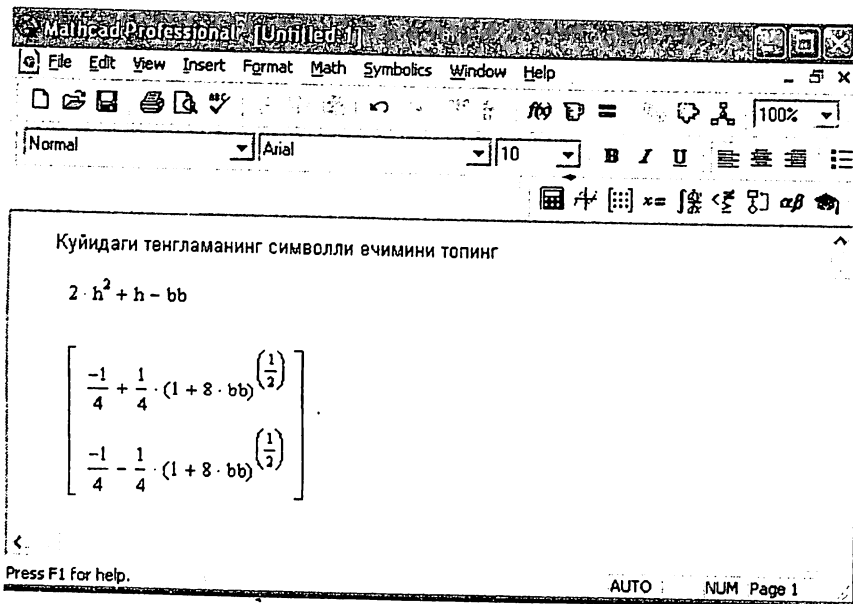 Mathcad Professional - [Untitled:1]
File Edit View Insert Format Math Symbolics Window Help
100%
Normal Arial 10 B I U
x= αβ
Куйидаги тенгламанинг символли ечимини топинг
2 · h² + h − bb
[ −1/4 + 1/4 · (1 + 8 · bb)^(1/2) ]
[ −1/4 − 1/4 · (1 + 8 · bb)^(1/2) ]
Press F1 for help. AUTO NUM Page 1